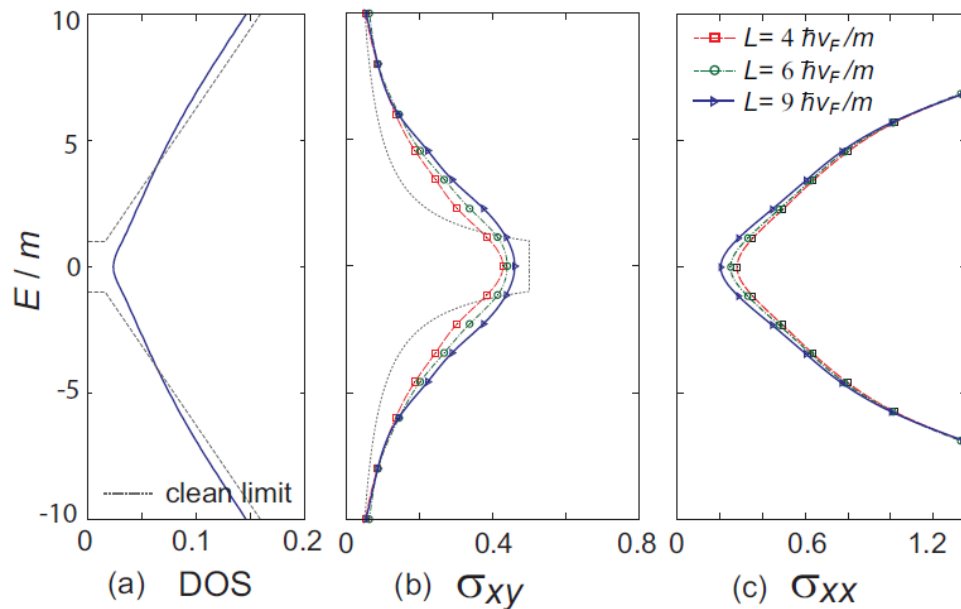 10
5
0
-5
-10
E / m
clean limit
0 0.1 0.2
(a) DOS
0 0.4 0.8
(b) σxy
L= 4 ħvF/m
L= 6 ħvF/m
L= 9 ħvF/m
0 0.6 1.2
(c) σxx